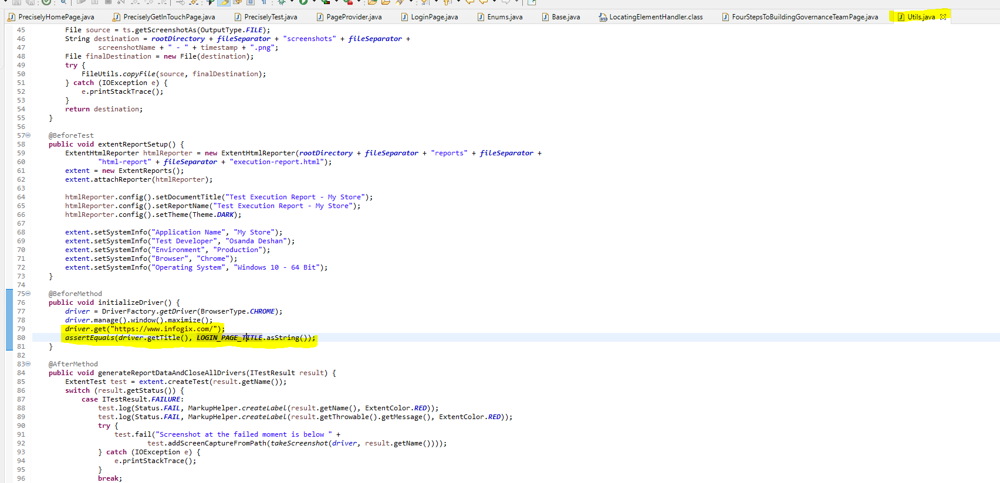 PreciselyHomePage.java PreciselyGetInTouchPage.java PreciselyTest.java PageProvider.java LoginPage.java Enums.java Base.java LocatingElementHandler.class FourStepsToBuildingGovernanceTeamPage.java Utils.java
45 File source = ts.getScreenshotAs(OutputType.FILE);
46 String destination = rootDirectory + fileSeparator + "screenshots" + fileSeparator +
47 screenshotName + " - " + timestamp + ".png";
48 File finalDestination = new File(destination);
49 try {
50 FileUtils.copyFile(source, finalDestination);
51 } catch (IOException e) {
52 e.printStackTrace();
53 }
54 return destination;
55 }
56
57 @BeforeTest
58 public void extentReportSetup() {
59 ExtentHtmlReporter htmlReporter = new ExtentHtmlReporter(rootDirectory + fileSeparator + "reports" + fileSeparator +
60 "html-report" + fileSeparator + "execution-report.html");
61 extent = new ExtentReports();
62 extent.attachReporter(htmlReporter);
63
64 htmlReporter.config().setDocumentTitle("Test Execution Report - My Store");
65 htmlReporter.config().setReportName("Test Execution Report - My Store");
66 htmlReporter.config().setTheme(Theme.DARK);
67
68 extent.setSystemInfo("Application Name", "My Store");
69 extent.setSystemInfo("Test Developer", "Osanda Deshan");
70 extent.setSystemInfo("Environment", "Production");
71 extent.setSystemInfo("Browser", "Chrome");
72 extent.setSystemInfo("Operating System", "Windows 10 - 64 Bit");
73 }
74
75 @BeforeMethod
76 public void initializeDriver() {
77 driver = DriverFactory.getDriver(BrowserType.CHROME);
78 driver.manage().window().maximize();
79 driver.get("https://www.infogix.com/");
80 assertEquals(driver.getTitle(), LOGIN_PAGE_TITLE.asString());
81 }
82
83 @AfterMethod
84 public void generateReportDataAndCloseAllDrivers(ITestResult result) {
85 ExtentTest test = extent.createTest(result.getName());
86 switch (result.getStatus()) {
87 case ITestResult.FAILURE:
88 test.log(Status.FAIL, MarkupHelper.createLabel(result.getName(), ExtentColor.RED));
89 test.log(Status.FAIL, MarkupHelper.createLabel(result.getThrowable().getMessage(), ExtentColor.RED));
90 try {
91 test.fail("Screenshot at the failed moment is below " +
92 test.addScreenCaptureFromPath(takeScreenshot(driver, result.getName())));
93 } catch (IOException e) {
94 e.printStackTrace();
95 }
96 break;